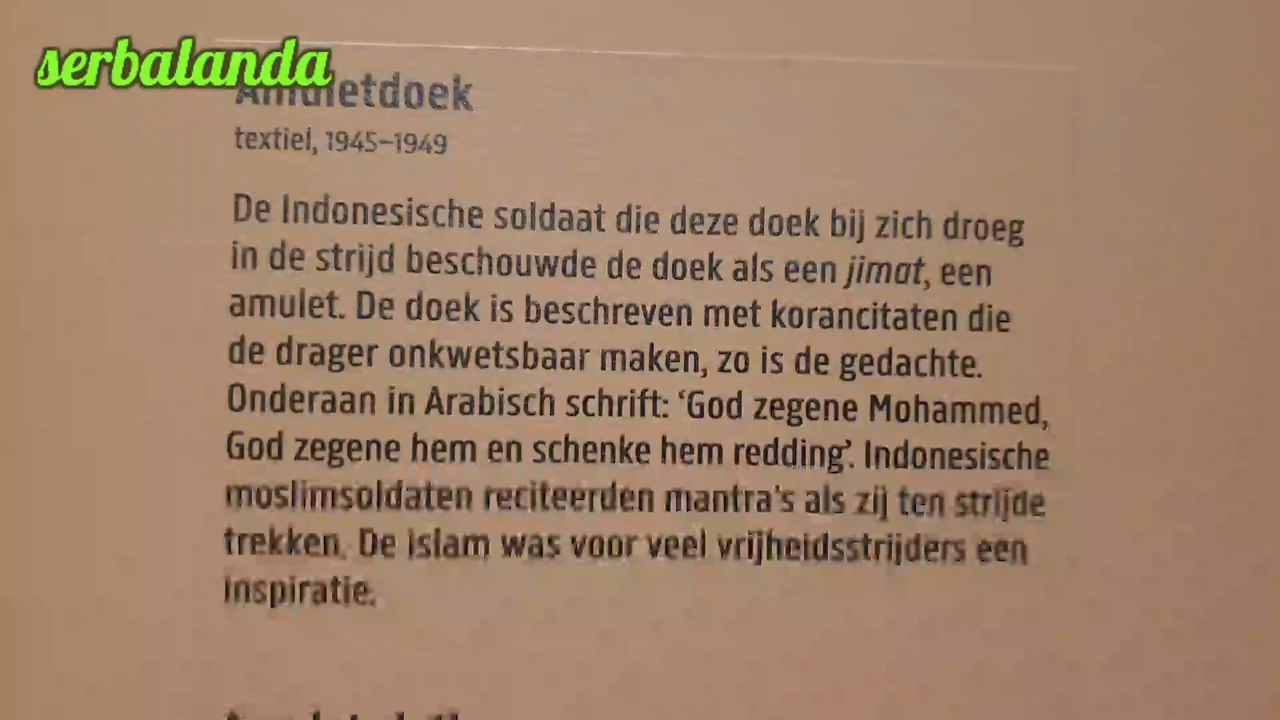 serbalanda
Amuletdoek
textiel, 1945–1949
De Indonesische soldaat die deze doek bij zich droeg
in de strijd beschouwde de doek als een jimat, een
amulet. De doek is beschreven met korancitaten die
de drager onkwetsbaar maken, zo is de gedachte.
Onderaan in Arabisch schrift: ‘God zegene Mohammed,
God zegene hem en schenke hem redding’. Indonesische
moslimsoldaten reciteerden mantra's als zij ten strijde
trekken. De islam was voor veel vrijheidsstrijders een
inspiratie.